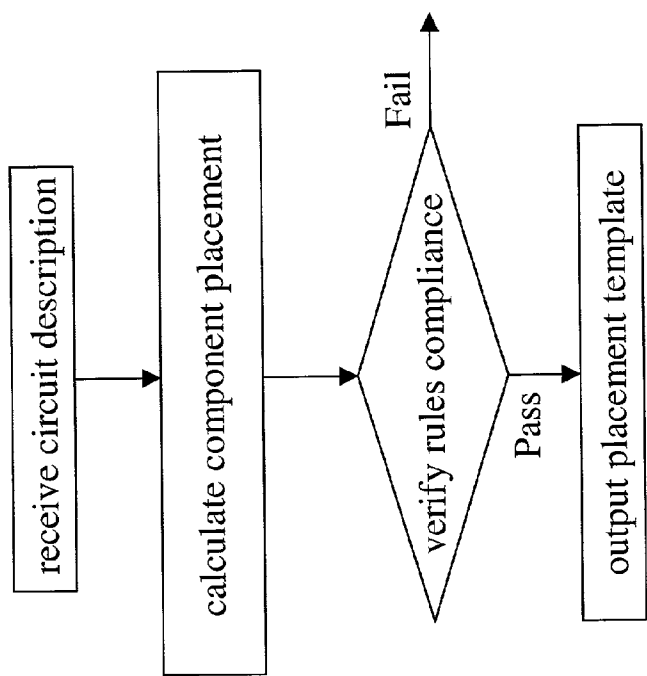 receive circuit description
calculate component placement
verify rules compliance
Fail
Pass
output placement template